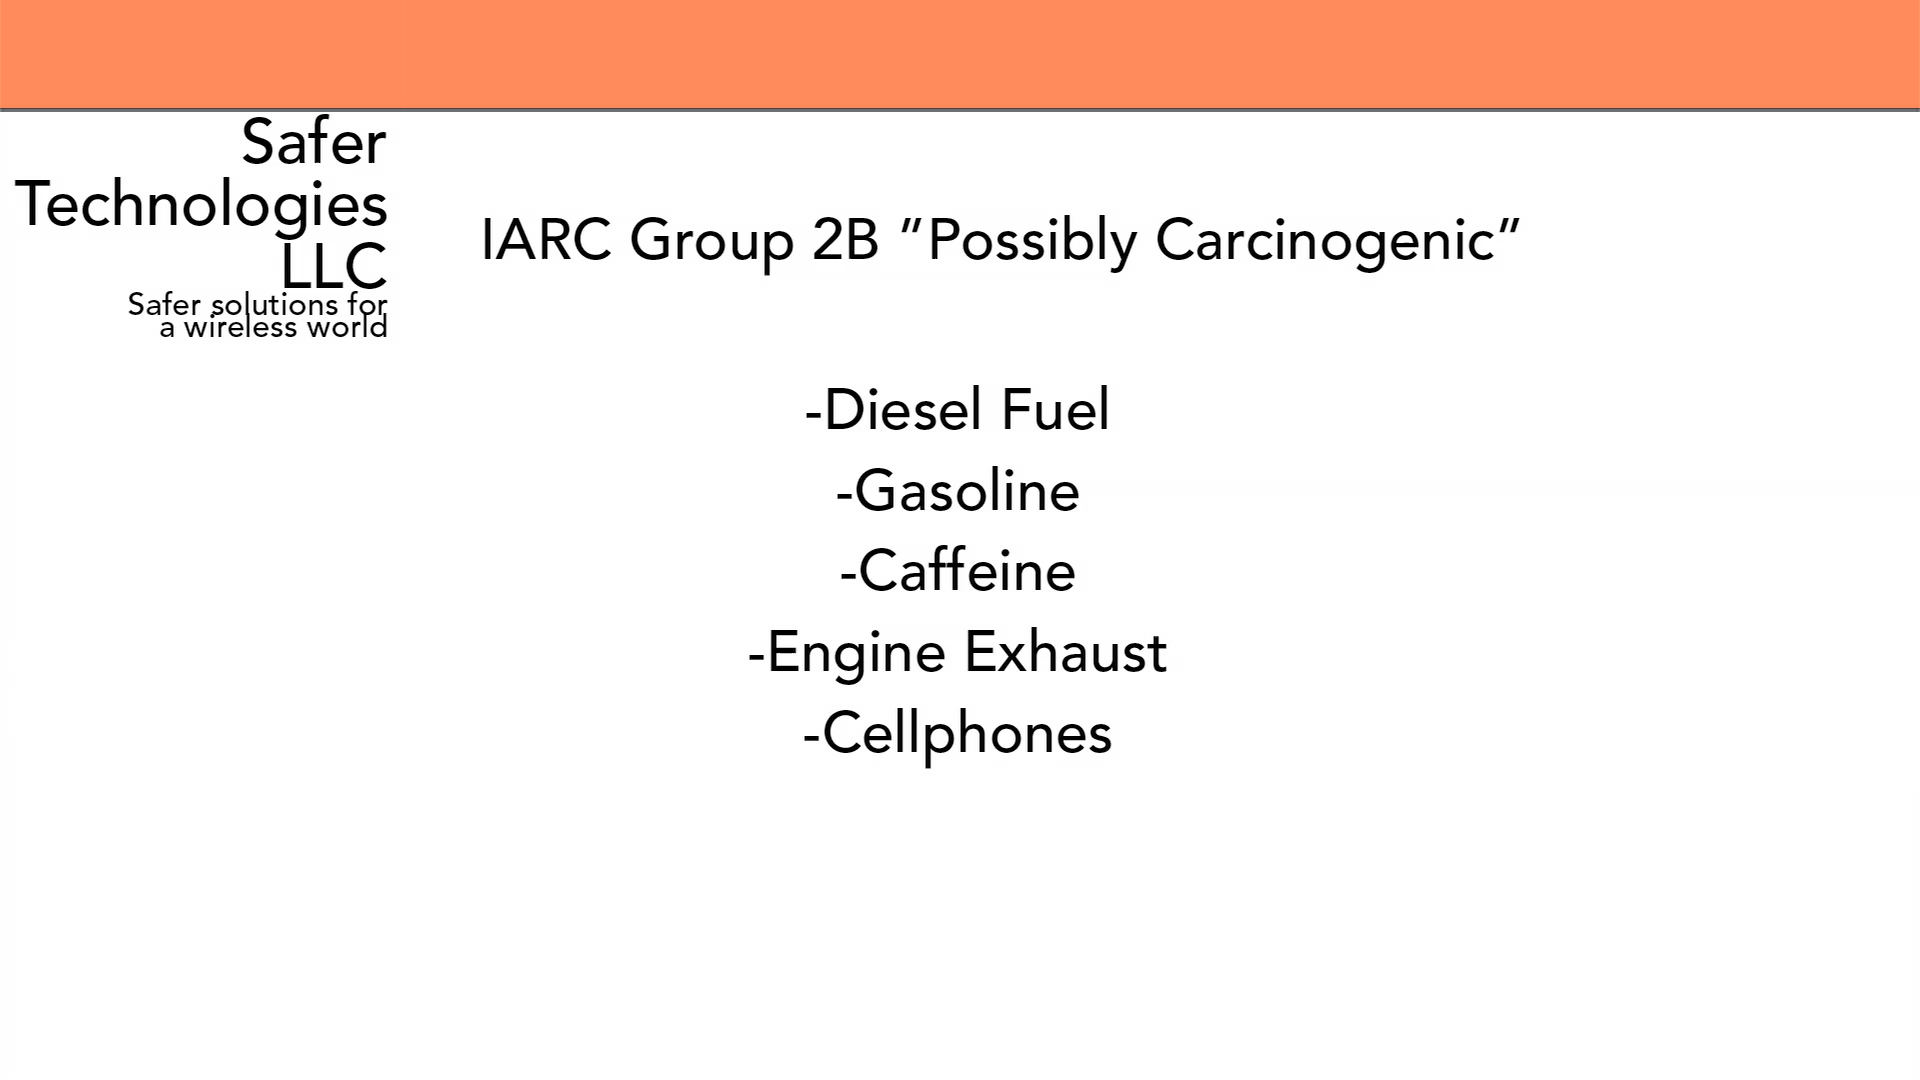 Safer
Technologies
LLC
Safer solutions for
a wireless world
IARC Group 2B "Possibly Carcinogenic"
-Diesel Fuel
-Gasoline
-Caffeine
-Engine Exhaust
-Cellphones